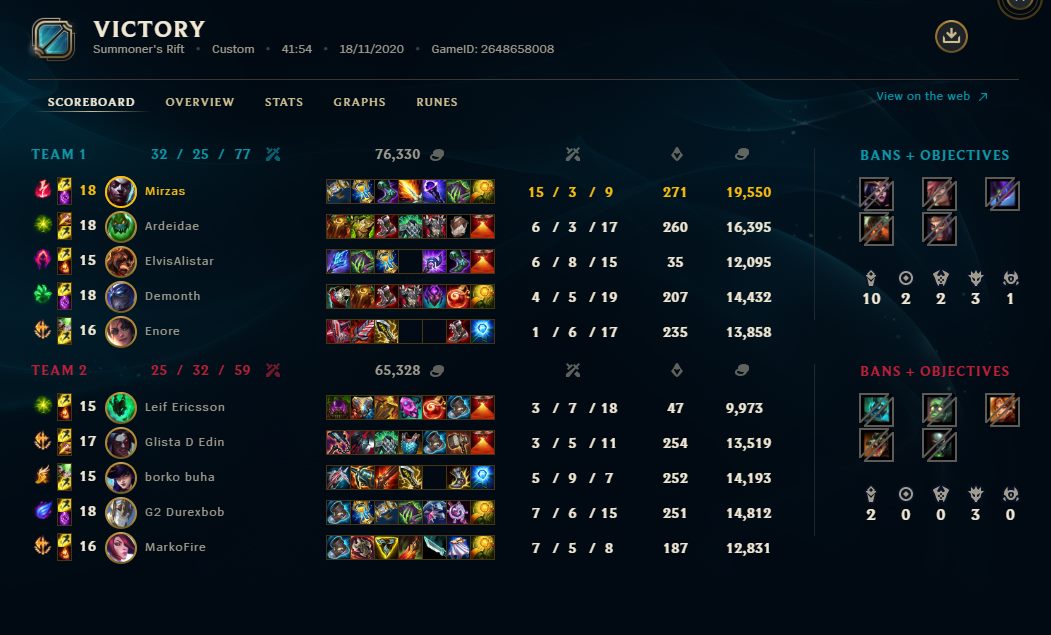 VICTORY
Summoner's Rift • Custom • 41:54 • 18/11/2020 • GameID: 2648658008
SCOREBOARD OVERVIEW STATS GRAPHS RUNES
View on the web
TEAM 1 32 / 25 / 77 76,330 BANS + OBJECTIVES
18 Mirzas 15 / 3 / 9 271 19,550
18 Ardeidae 6 / 3 / 17 260 16,395
15 ElvisAlistar 6 / 8 / 15 35 12,095
18 Demonth 4 / 5 / 19 207 14,432
10 2 2 3 1
16 Enore 1 / 6 / 17 235 13,858
TEAM 2 25 / 32 / 59 65,328 BANS + OBJECTIVES
15 Leif Ericsson 3 / 7 / 18 47 9,973
17 Glista D Edin 3 / 5 / 11 254 13,519
15 borko buha 5 / 9 / 7 252 14,193
18 G2 Durexbob 7 / 6 / 15 251 14,812
2 0 0 3 0
16 MarkoFire 7 / 5 / 8 187 12,831